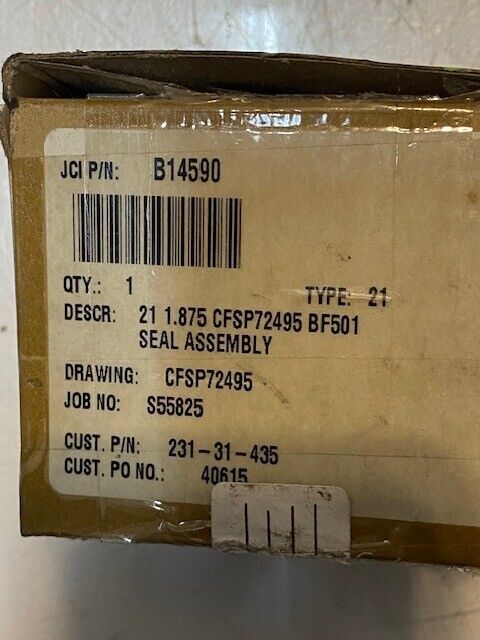 JCI P/N: B14590
QTY.: 1 TYPE: 21
DESCR: 21 1.875 CFSP72495 BF501
SEAL ASSEMBLY
DRAWING: CFSP72495
JOB NO: S55825
CUST. P/N: 231-31-435
CUST. PO NO.: 40615